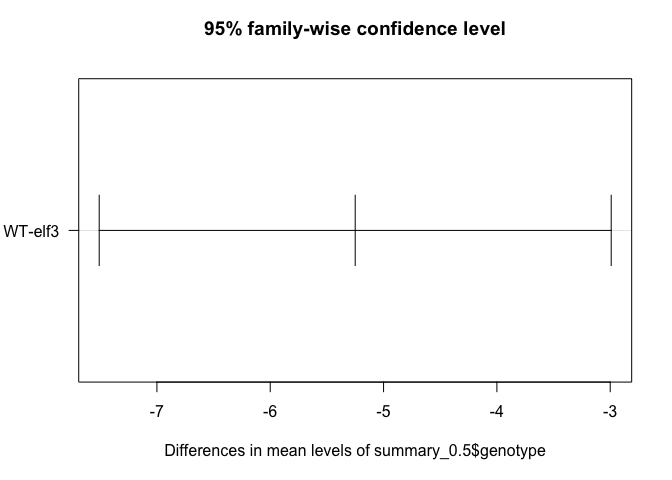 95% family-wise confidence level
WT-elf3
-7 -6 -5 -4 -3
Differences in mean levels of summary_0.5$genotype